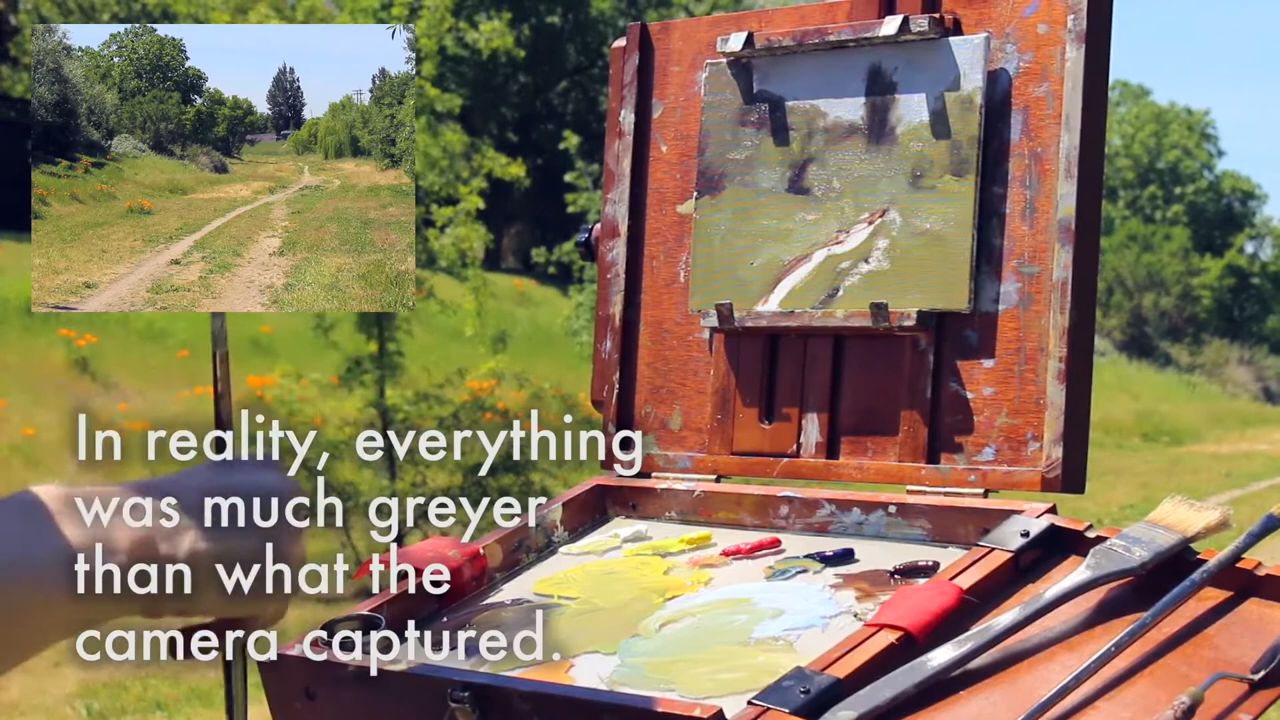 In reality, everything
was much greyer
than what the
camera captured.